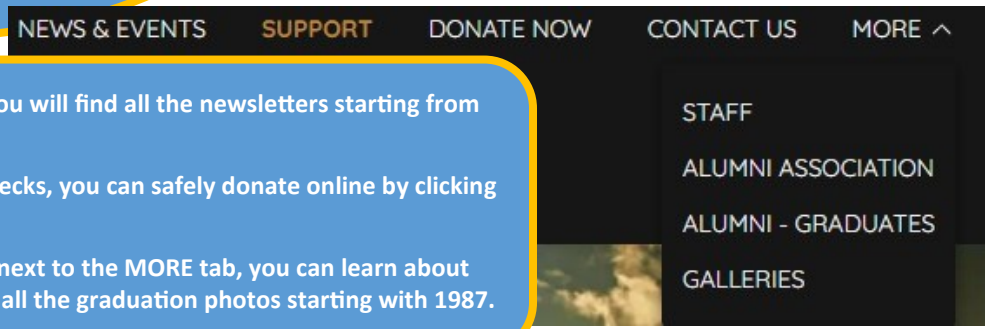 NEWS & EVENTS SUPPORT DONATE NOW CONTACT US MORE
ou will find all the newsletters starting from
STAFF
ecks, you can safely donate online by clicking
ALUMNI ASSOCIATION
ALUMNI - GRADUATES
next to the MORE tab, you can learn about
GALLERIES
all the graduation photos starting with 1987.